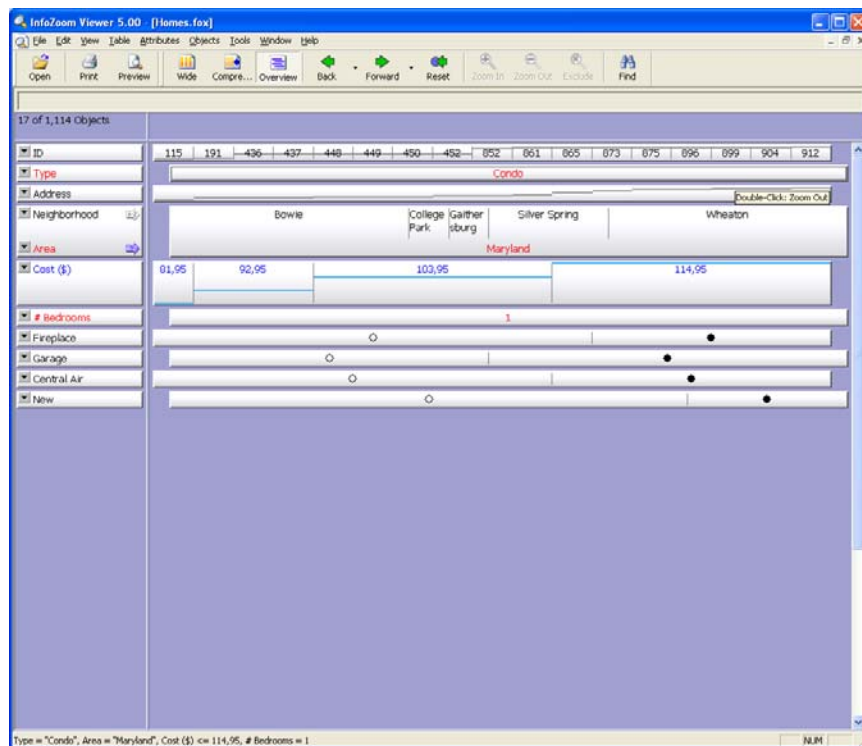 InfoZoom Viewer 5.00 - [Homes.fox]
File Edit View Table Attributes Objects Tools Window Help
Open Print Preview Wide Compre... Overview Back Forward Reset Zoom In Zoom Out Exclude Find
17 of 1,114 Objects
ID 115 191 436 437 448 449 450 452 852 861 865 873 875 896 899 904 912
Type Condo
Address
Double-Click: Zoom Out
Neighborhood Bowie College Park Gaithersburg Silver Spring Wheaton
Area Maryland
Cost ($) 81,95 92,95 103,95 114,95
# Bedrooms 1
Fireplace
Garage
Central Air
New
Type = "Condo", Area = "Maryland", Cost ($) <= 114,95, # Bedrooms = 1 NUM